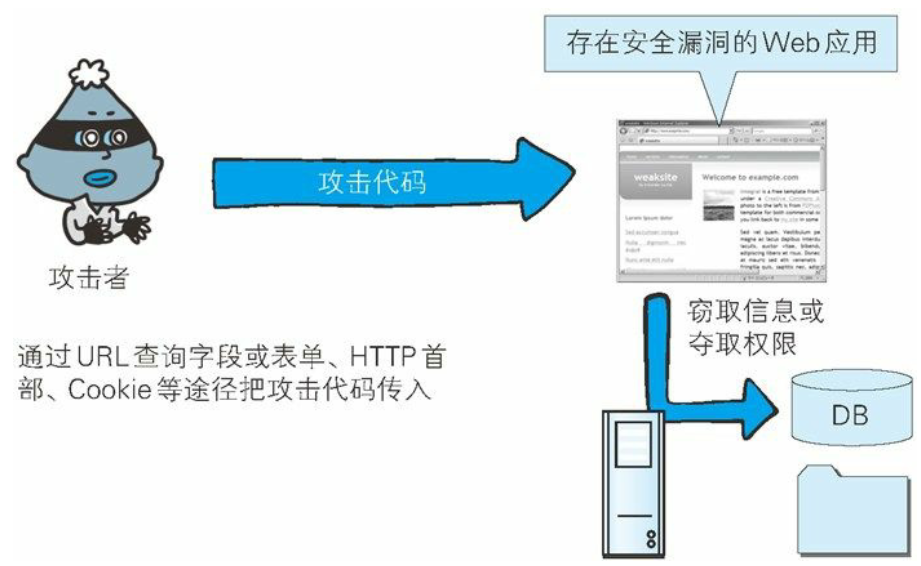 存在安全漏洞的Web应用
攻击代码
weaksite
Welcome to example.com
攻击者
窃取信息或
夺取权限
通过URL查询字段或表单、HTTP首
部、Cookie等途径把攻击代码传入
DB